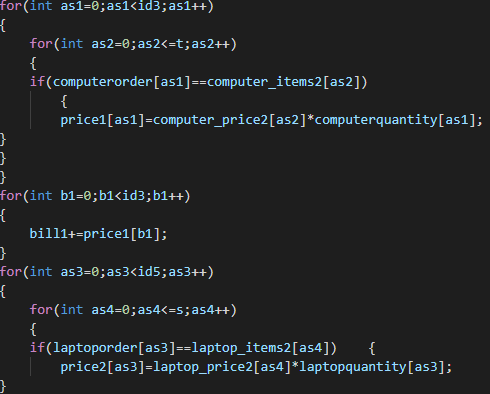 for(int as1=0;as1<id3;as1++)
{
    for(int as2=0;as2<=t;as2++)
    {
    if(computerorder[as1]==computer_items2[as2])
        {
        price1[as1]=computer_price2[as2]*computerquantity[as1];
}
}
}
for(int b1=0;b1<id3;b1++)
{
    bill1+=price1[b1];
}
for(int as3=0;as3<id5;as3++)
{
    for(int as4=0;as4<=s;as4++)
    {
    if(laptoporder[as3]==laptop_items2[as4])    {
        price2[as3]=laptop_price2[as4]*laptopquantity[as3];
}